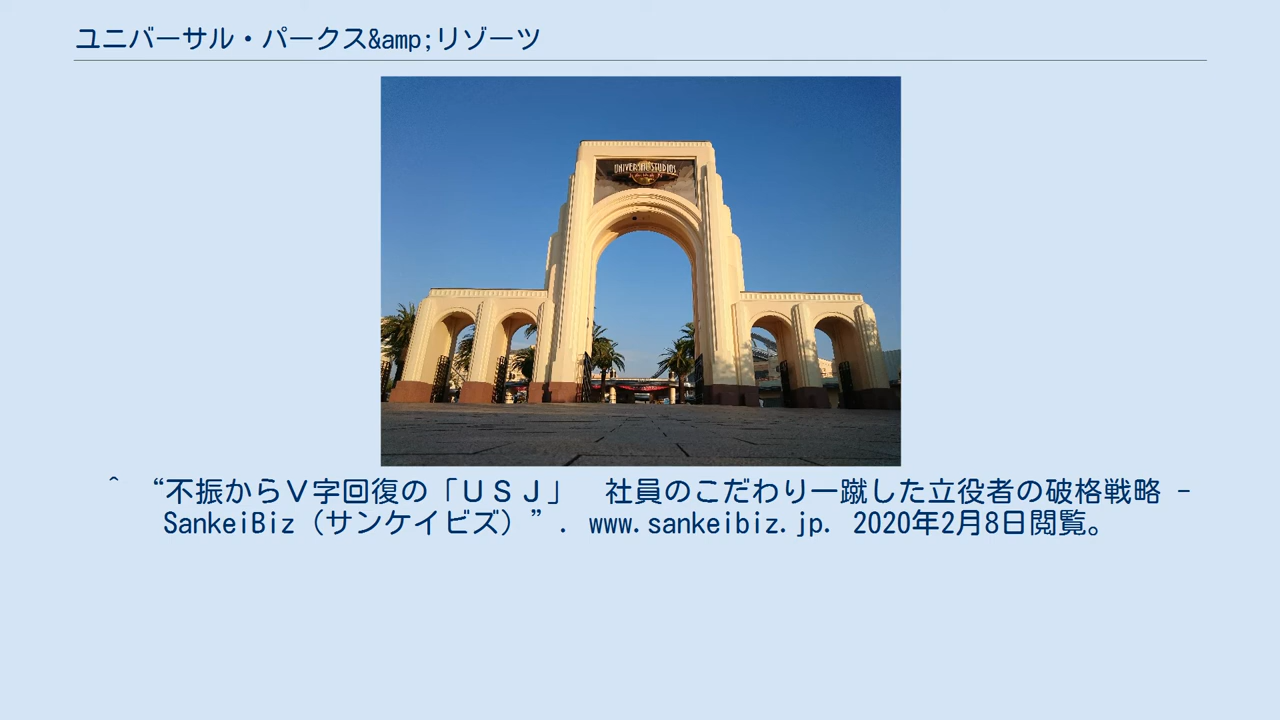 ユニバーサル・パークス&amp;リゾーツ
UNIVERSAL STUDIOS
JAPAN
^ “不振からＶ字回復の「ＵＳＪ」　社員のこだわり一蹴した立役者の破格戦略 -
SankeiBiz（サンケイビズ）”. www.sankeibiz.jp. 2020年2月8日閲覧。